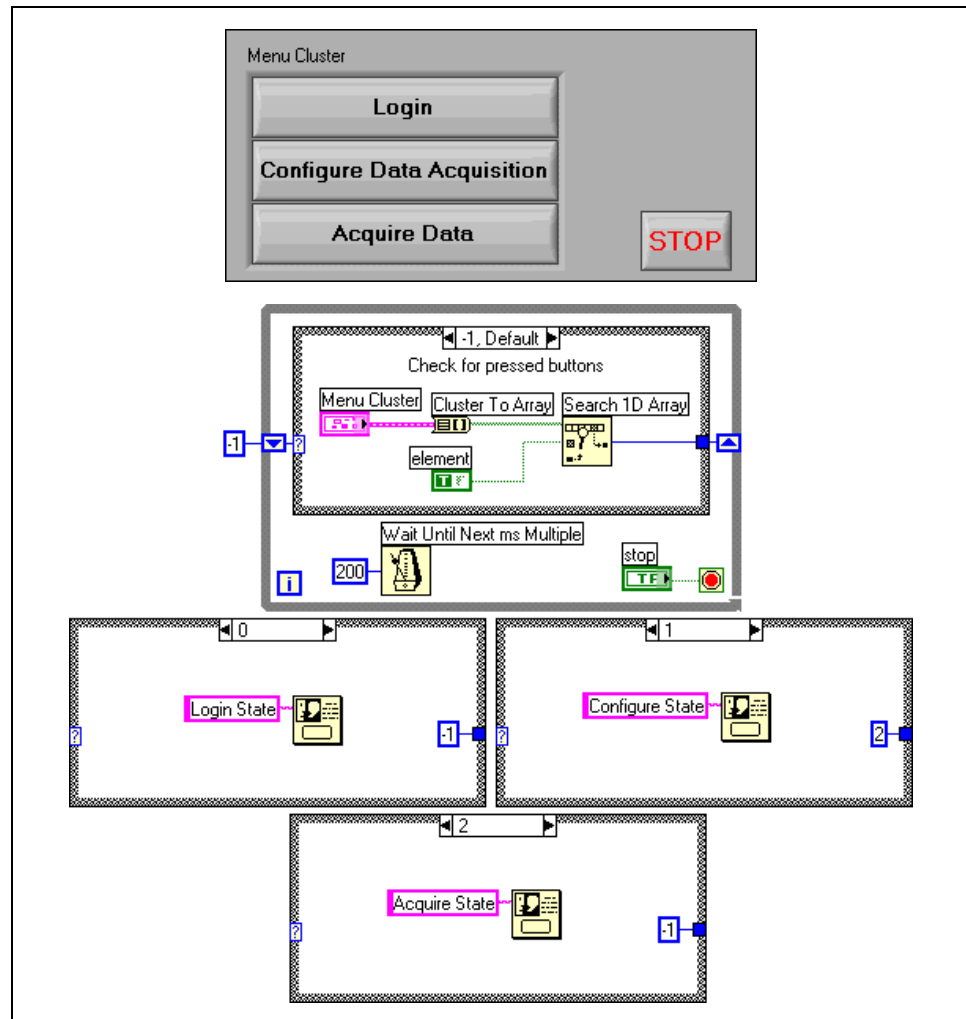 Menu Cluster
Login
Configure Data Acquisition
Acquire Data
STOP
-1, Default
Check for pressed buttons
Menu Cluster Cluster To Array Search 1D Array
-1
?
element
T F
Wait Until Next ms Multiple
200
stop
TF
i
0
1
Login State
?
-1
Configure State
?
2
2
Acquire State
?
-1